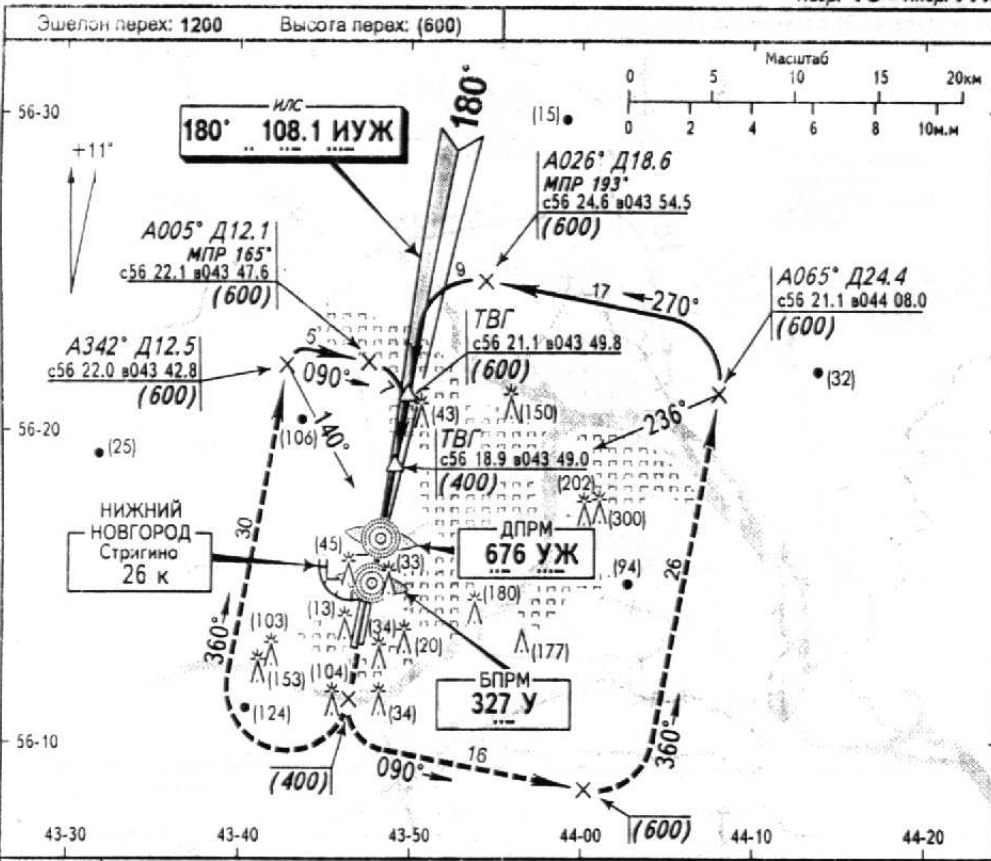 Эшелон перех: 1200 Высота перех: (600)
Масштаб
0 5 10 15 20км
0 2 4 6 8 10м.м
56-30
+11°
ИЛС
180° 108.1 ИУЖ
180°
(15)
А026° Д18.6
МПР 193°
с56 24.6 в043 54.5
(600)
А005° Д12.1
МПР 165°
с56 22.1 в043 47.6
(600)
9
17
270°
А065° Д24.4
с56 21.1 в044 08.0
(600)
ТВГ
с56 21.1 в043 49.8
(600)
А342° Д12.5
с56 22.0 в043 42.8
(600)
5
090°
7
(32)
(43)
(150)
236°
56-20
(25)
(106)
140°
ТВГ
с56 18.9 в043 49.0
(400)
(202)
(300)
НИЖНИЙ
НОВГОРОД
Стригино
26 к
30
ДПРМ
676 УЖ
(45)
(33)
(94)
26
(180)
(13)
(34)
(20)
(177)
360°
(103)
(153)
(104)
(34)
БПРМ
327 У
(124)
360°
56-10
(400)
090°
16
(600)
43-30 43-40 43-50 44-00 44-10 44-20